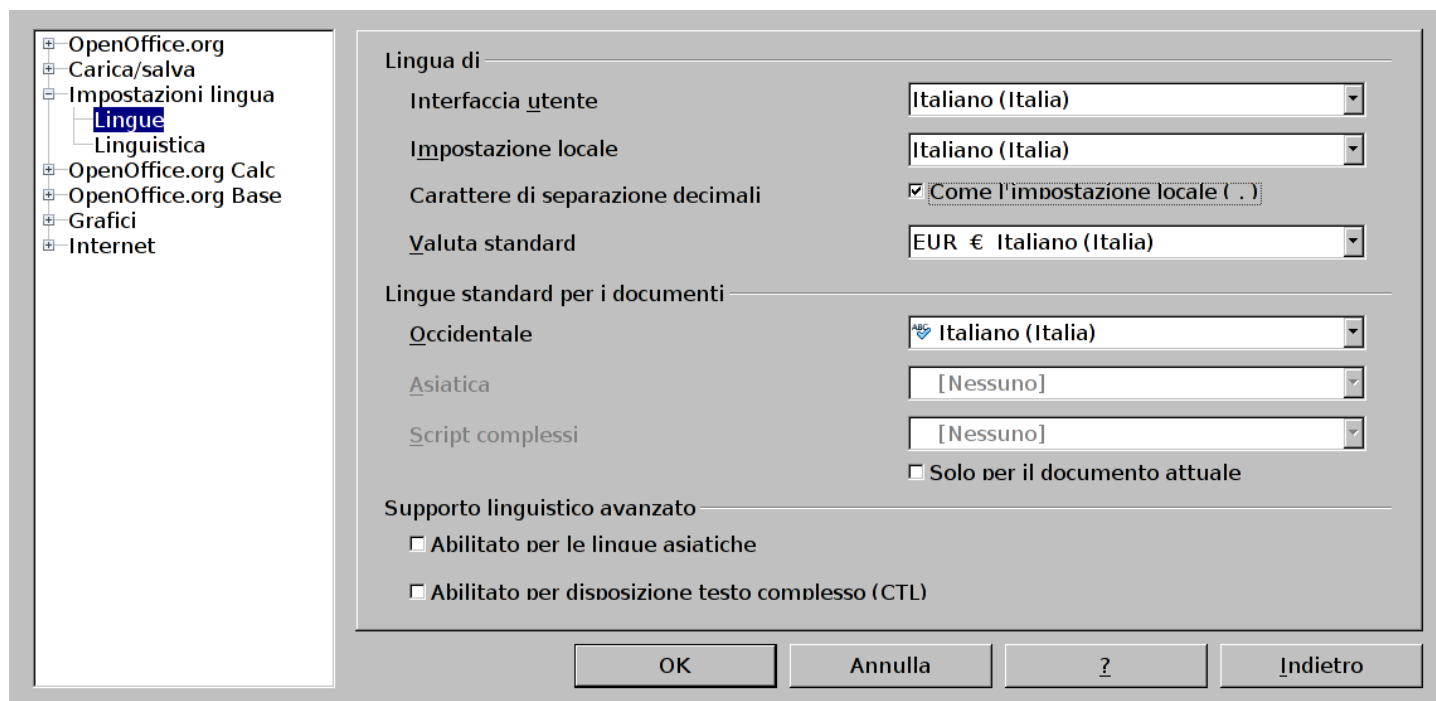 OpenOffice.org
Carica/salva
Impostazioni lingua
Lingue
Linguistica
OpenOffice.org Calc
OpenOffice.org Base
Grafici
Internet
Lingua di
Interfaccia utente
Italiano (Italia)
Impostazione locale
Italiano (Italia)
Carattere di separazione decimali
Come l'impostazione locale ( . )
Valuta standard
EUR € Italiano (Italia)
Lingue standard per i documenti
Occidentale
ABC Italiano (Italia)
Asiatica
[Nessuno]
Script complessi
[Nessuno]
Solo per il documento attuale
Supporto linguistico avanzato
Abilitato per le lingue asiatiche
Abilitato per disposizione testo complesso (CTL)
OK
Annulla
?
Indietro